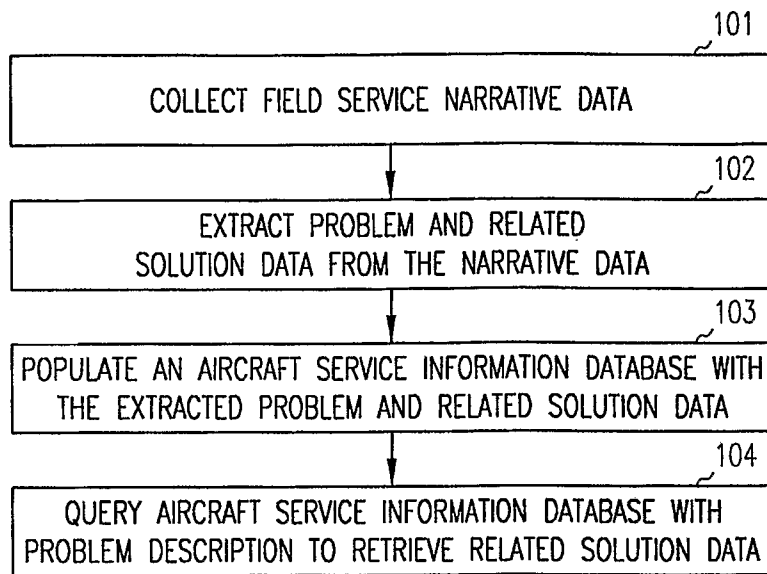 101
COLLECT FIELD SERVICE NARRATIVE DATA
102
EXTRACT PROBLEM AND RELATED
SOLUTION DATA FROM THE NARRATIVE DATA
103
POPULATE AN AIRCRAFT SERVICE INFORMATION DATABASE WITH
THE EXTRACTED PROBLEM AND RELATED SOLUTION DATA
104
QUERY AIRCRAFT SERVICE INFORMATION DATABASE WITH
PROBLEM DESCRIPTION TO RETRIEVE RELATED SOLUTION DATA